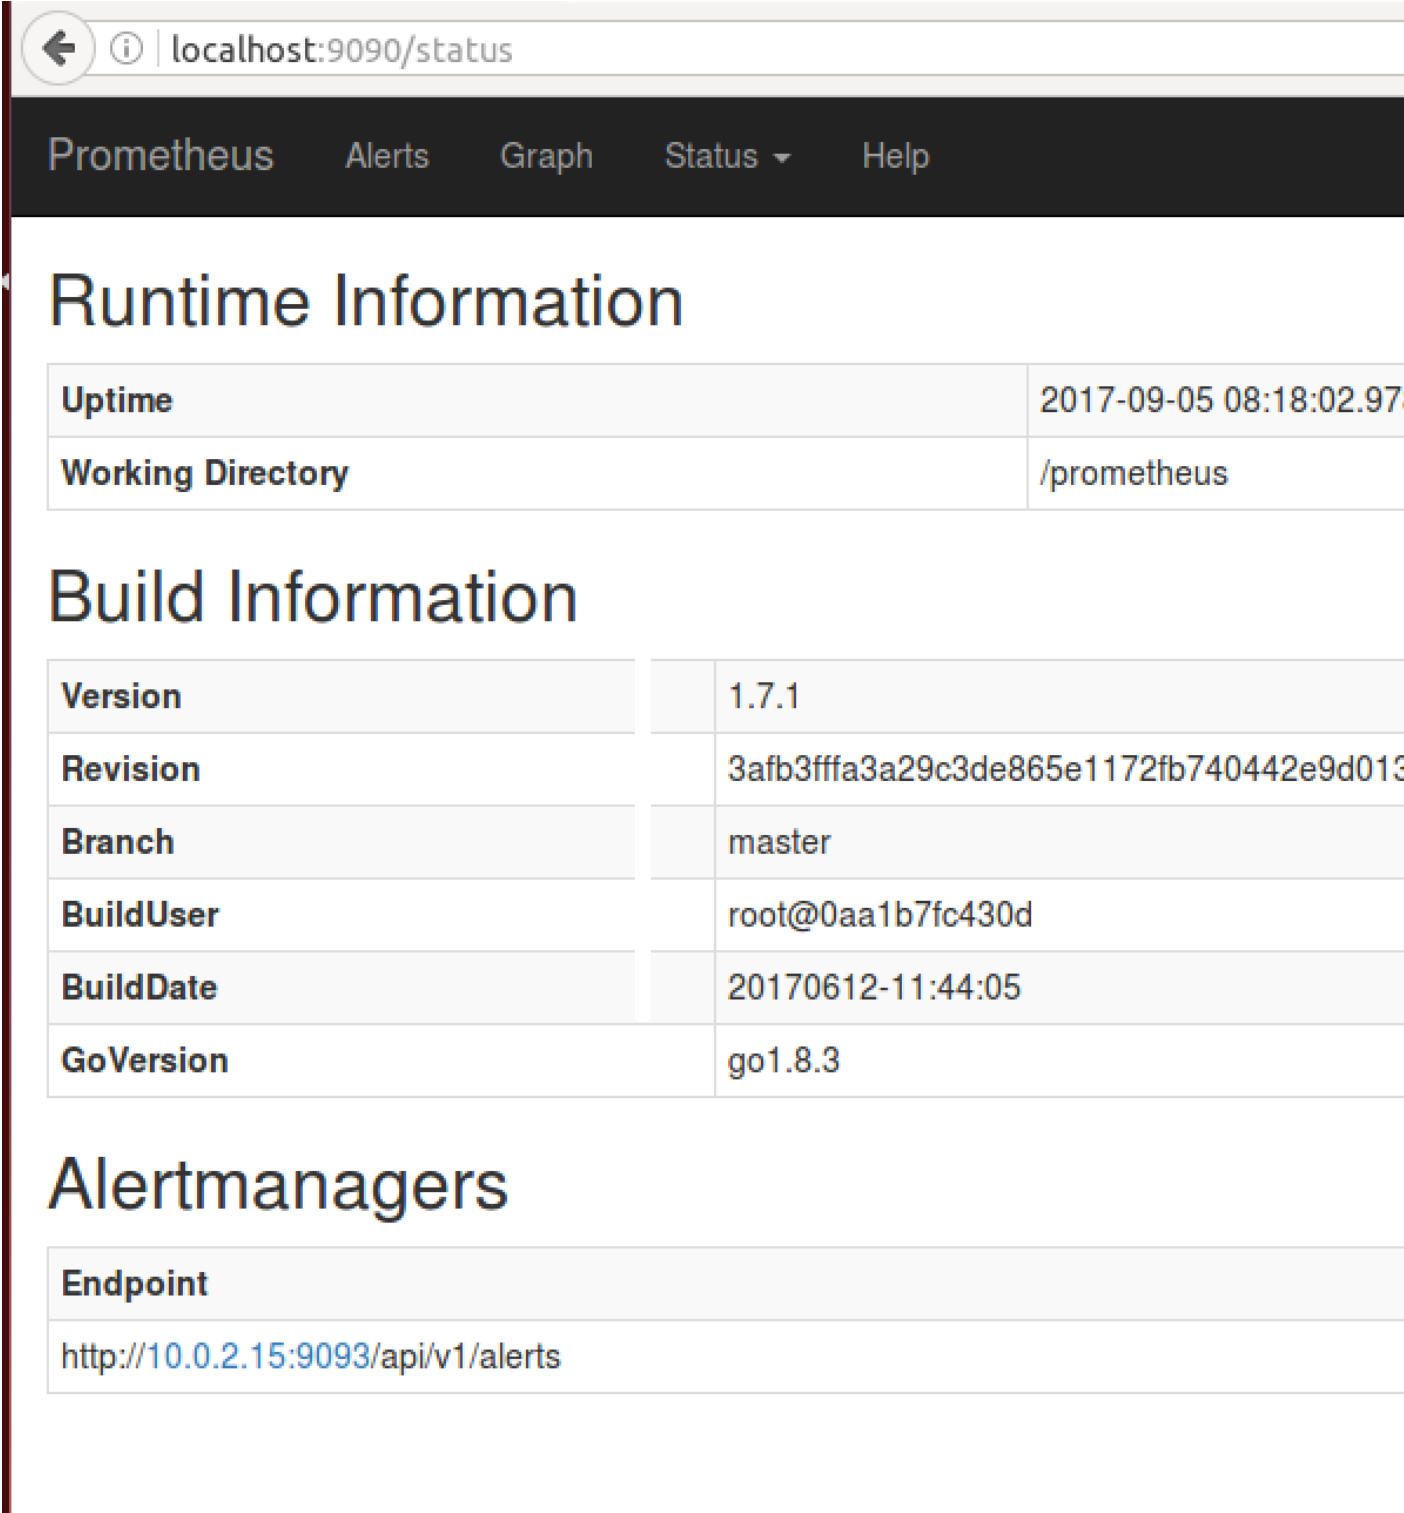 localhost:9090/status
Prometheus Alerts Graph Status Help
Runtime Information
Uptime 2017-09-05 08:18:02.97
Working Directory /prometheus
Build Information
Version 1.7.1
Revision 3afb3fffa3a29c3de865e1172fb740442e9d013
Branch master
BuildUser root@0aa1b7fc430d
BuildDate 20170612-11:44:05
GoVersion go1.8.3
Alertmanagers
Endpoint
http://10.0.2.15:9093/api/v1/alerts